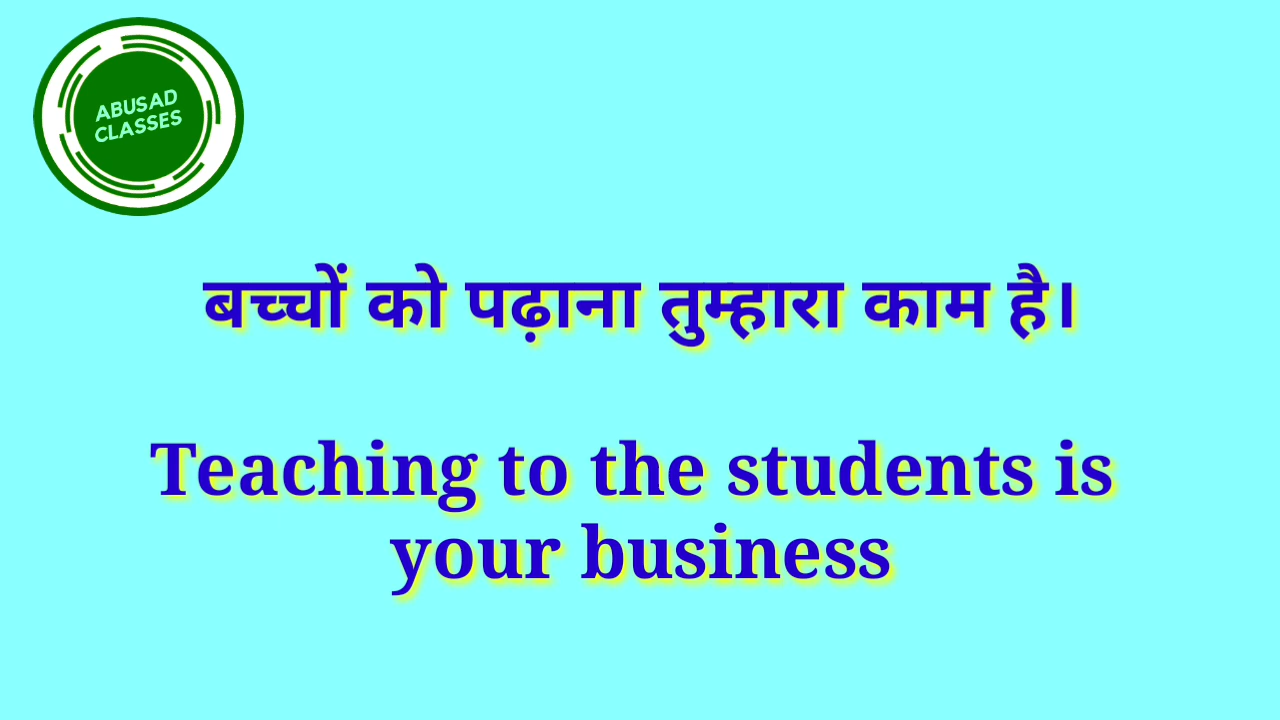 ABUSAD
CLASSES
बच्चों को पढ़ाना तुम्हारा काम है।
Teaching to the students is
your business